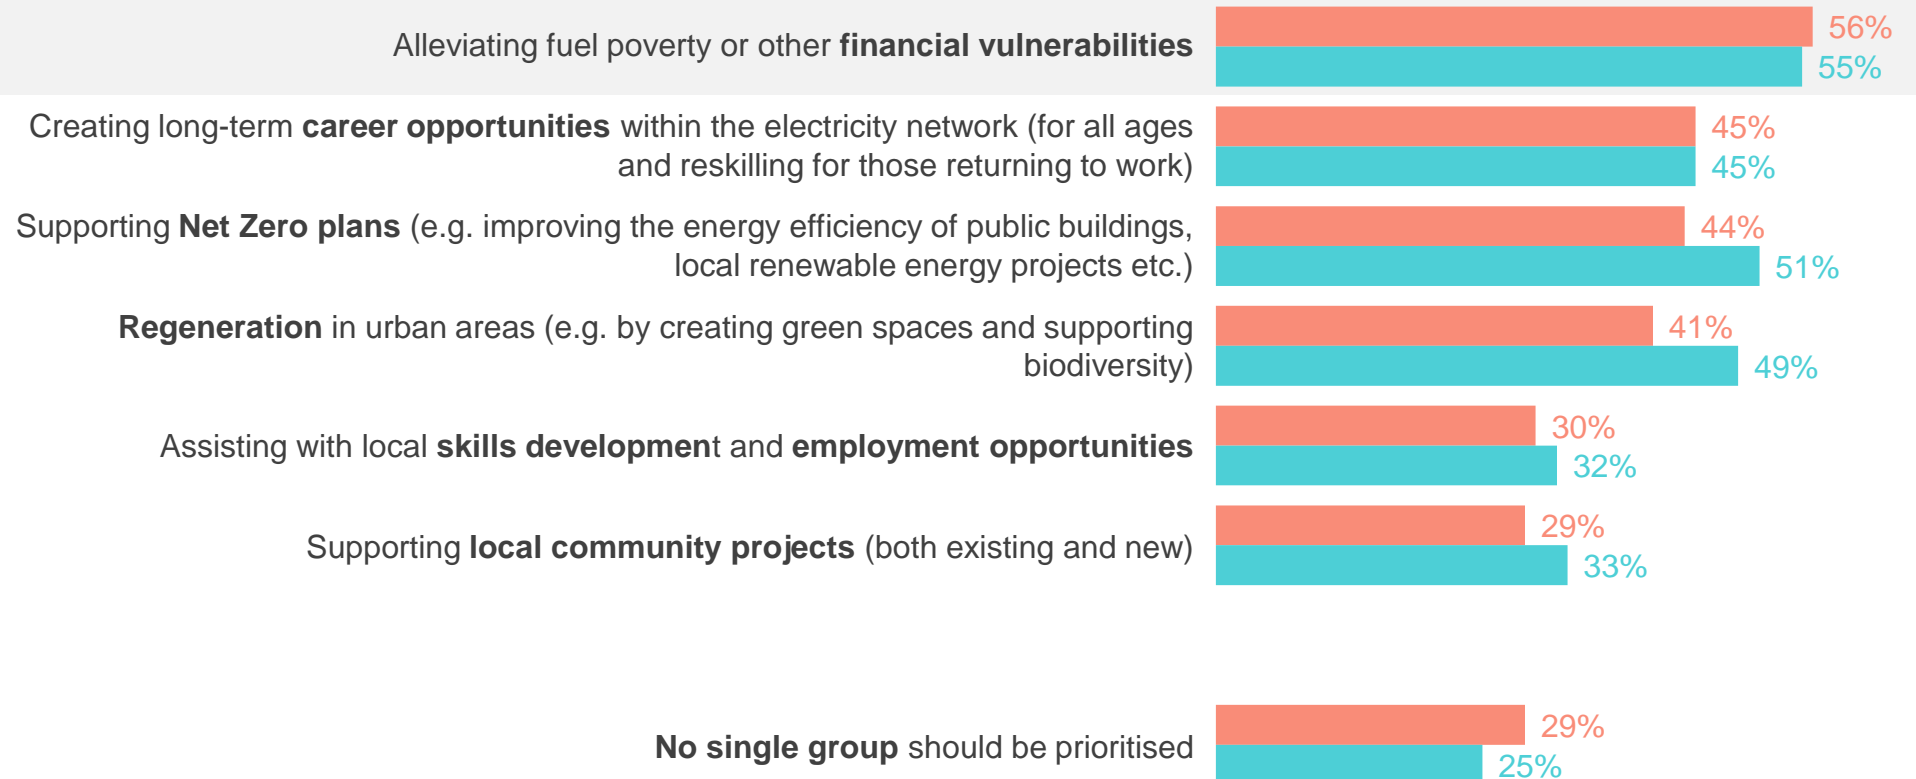 Alleviating fuel poverty or other financial vulnerabilities
56%
55%
Creating long-term career opportunities within the electricity network (for all ages
and reskilling for those returning to work)
45%
45%
Supporting Net Zero plans (e.g. improving the energy efficiency of public buildings,
local renewable energy projects etc.)
44%
51%
Regeneration in urban areas (e.g. by creating green spaces and supporting
biodiversity)
41%
49%
Assisting with local skills development and employment opportunities
30%
32%
Supporting local community projects (both existing and new)
29%
33%
No single group should be prioritised
29%
25%